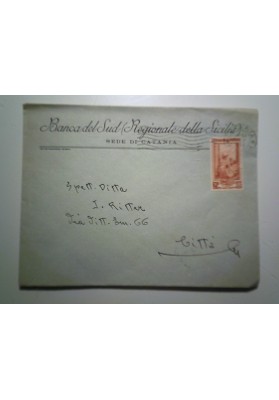 Banca del Sud (Regionale della Sicilia)
SEDE DI CATANIA
Spett. Ditta
I. Ritter
Via Vitt. Em. 66
Città